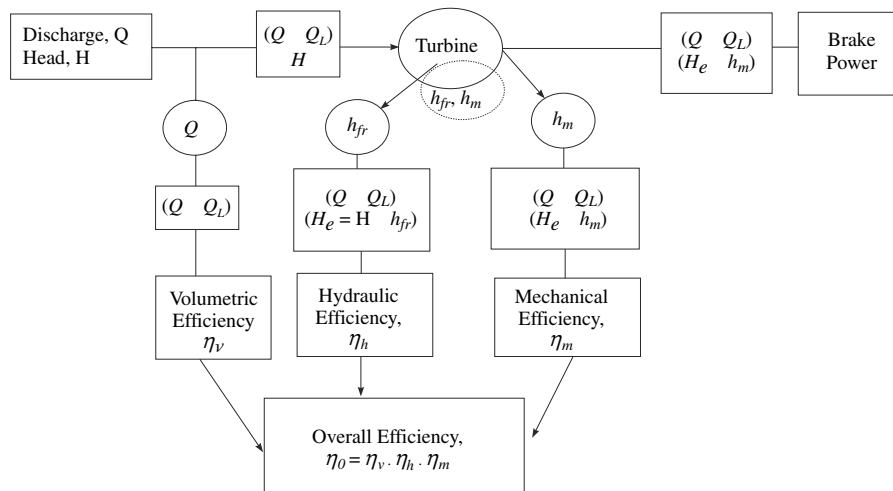 Discharge, Q
Head, H
(Q Q_L)
H
Turbine
h_fr, h_m
(Q Q_L)
(H_e h_m)
Brake
Power
Q
h_fr
h_m
(Q Q_L)
(Q Q_L)
(H_e = H h_fr)
(Q Q_L)
(H_e h_m)
Volumetric
Efficiency
η_v
Hydraulic
Efficiency,
η_h
Mechanical
Efficiency,
η_m
Overall Efficiency,
η_0 = η_v . η_h . η_m